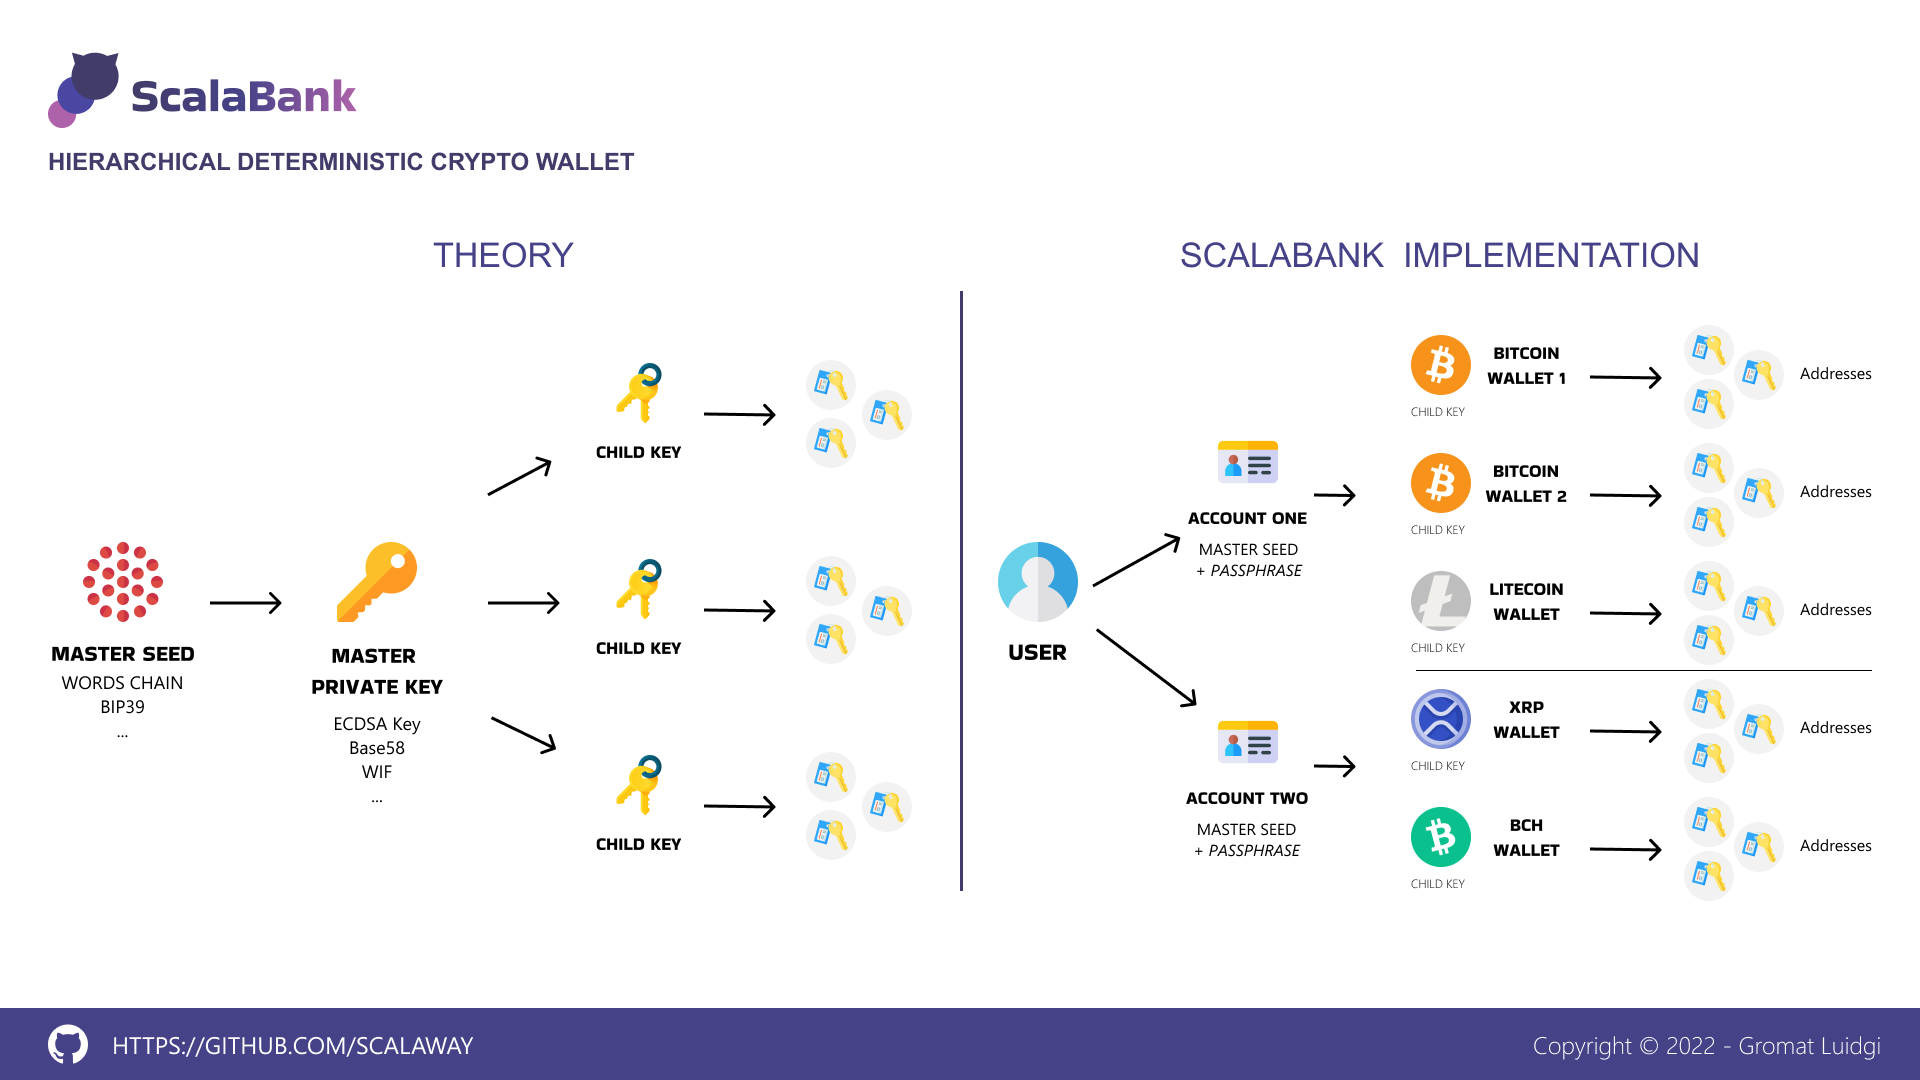 ScalaBank
HIERARCHICAL DETERMINISTIC CRYPTO WALLET
THEORY
MASTER SEED
WORDS CHAIN
BIP39
...
MASTER
PRIVATE KEY
ECDSA Key
Base58
WIF
...
CHILD KEY
CHILD KEY
CHILD KEY
SCALABANK IMPLEMENTATION
USER
ACCOUNT ONE
MASTER SEED
+ PASSPHRASE
ACCOUNT TWO
MASTER SEED
+ PASSPHRASE
BITCOIN
WALLET 1
CHILD KEY
Addresses
BITCOIN
WALLET 2
CHILD KEY
Addresses
LITECOIN
WALLET
CHILD KEY
Addresses
XRP
WALLET
CHILD KEY
Addresses
BCH
WALLET
CHILD KEY
Addresses
HTTPS://GITHUB.COM/SCALAWAY
Copyright © 2022 - Gromat Luidgi